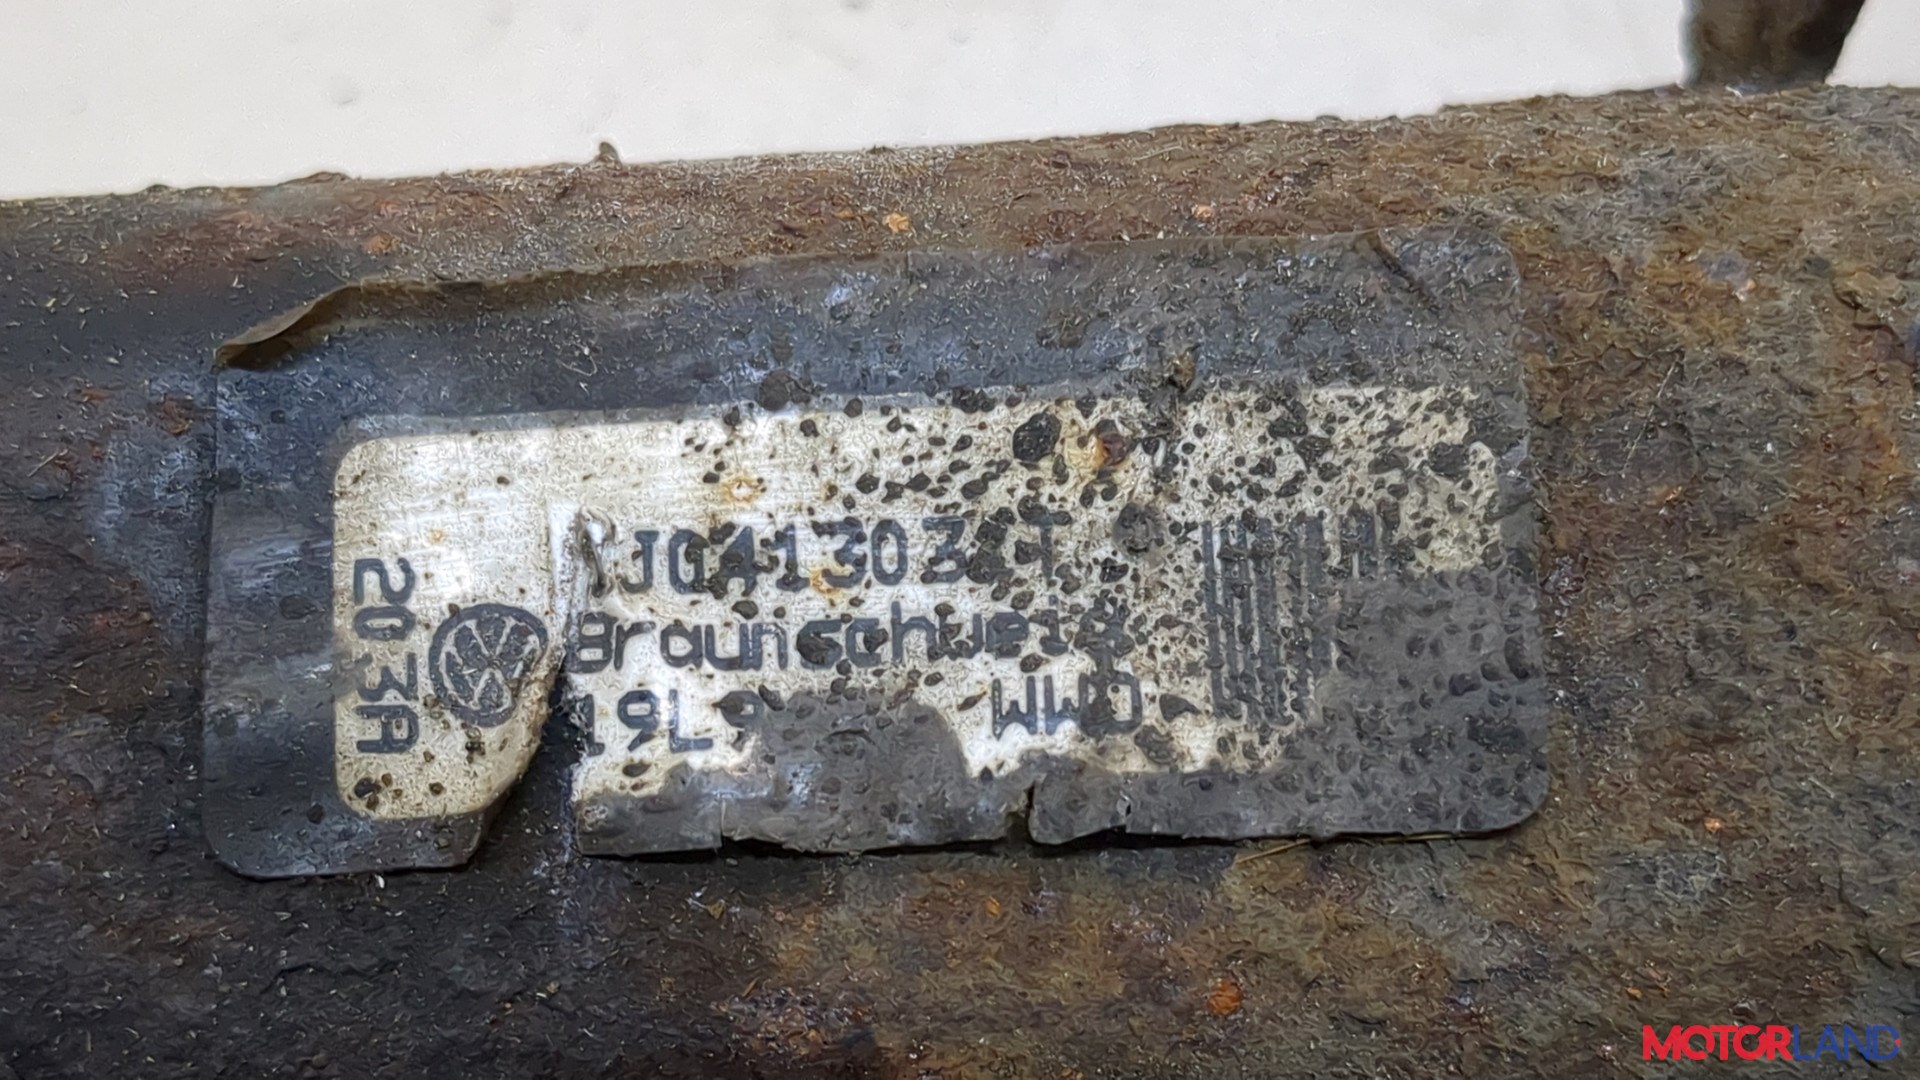 1J0413031T
Braunschweig
19L9 WWD
203A
MOTORLAND